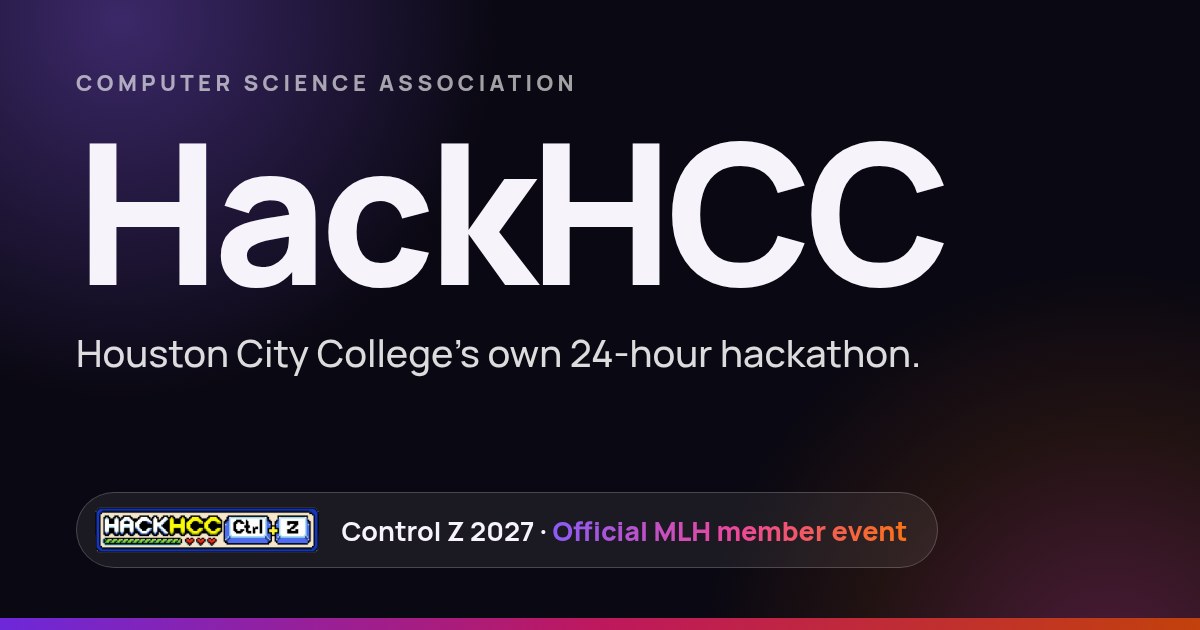 COMPUTER SCIENCE ASSOCIATION
HackHCC
Houston City College’s own 24-hour hackathon.
HACKHCC Ctrl + Z
Control Z 2027 · Official MLH member event